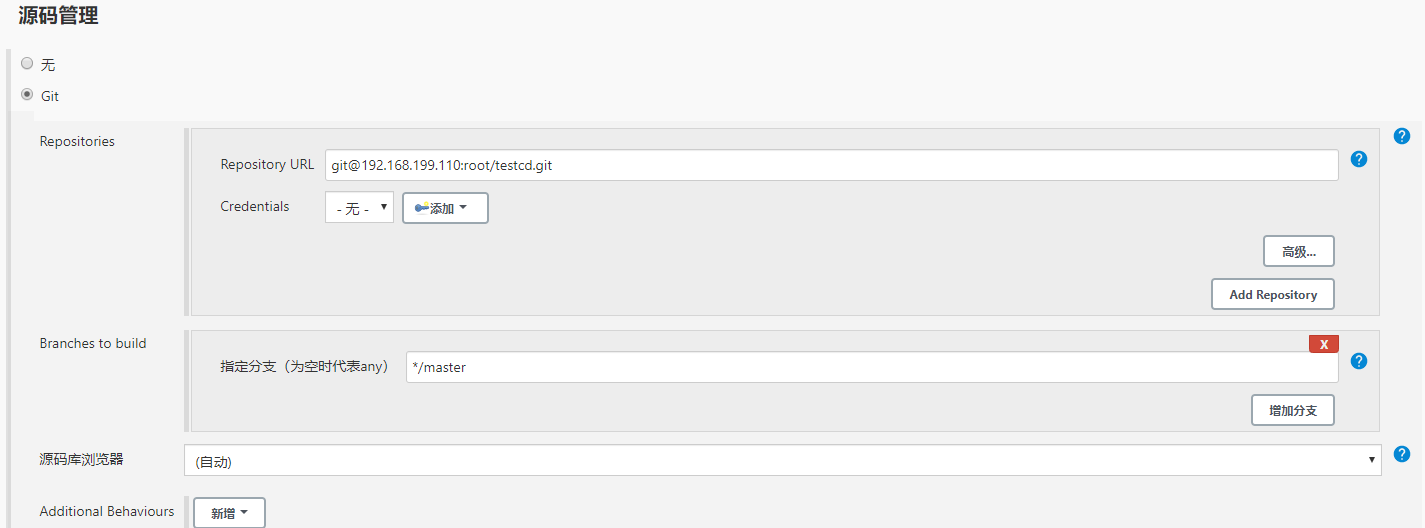 源码管理
无
Git
Repositories
Repository URL git@192.168.199.110:root/testcd.git
Credentials - 无 - 添加
高级...
Add Repository
Branches to build
X
指定分支（为空时代表any） */master
增加分支
源码库浏览器 (自动)
Additional Behaviours 新增